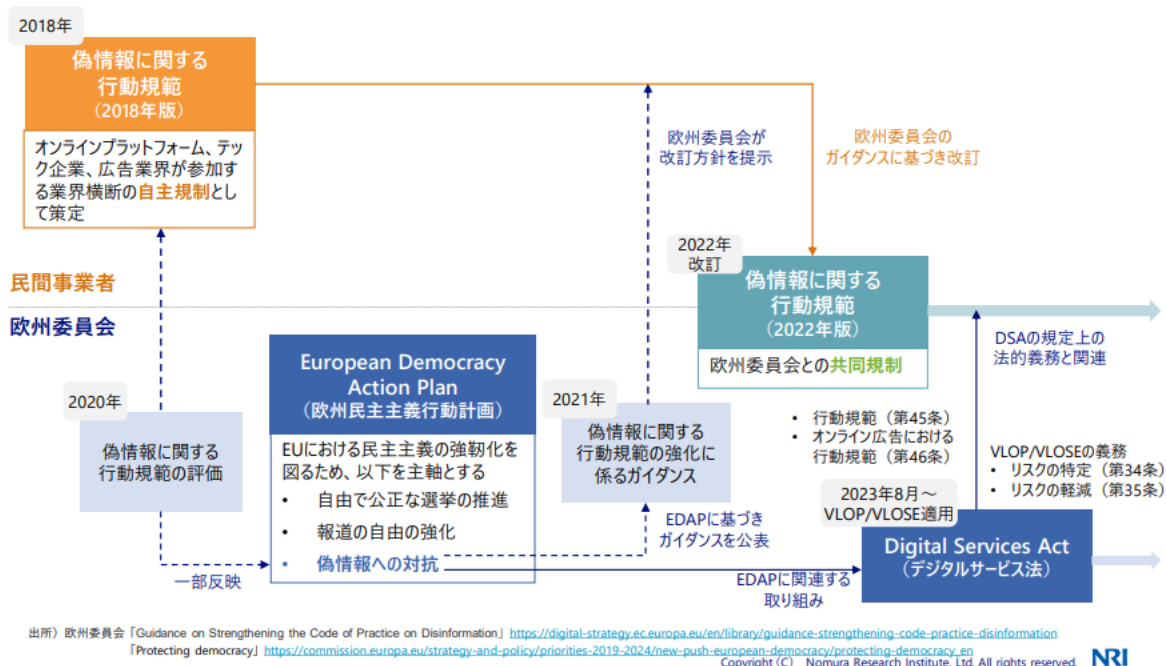 2018年
偽情報に関する
行動規範
（2018年版）
オンラインプラットフォーム、テッ
ク企業、広告業界が参加す
る業界横断の自主規制とし
て策定
欧州委員会が
改訂方針を提示
欧州委員会の
ガイダンスに基づき改訂
民間事業者
欧州委員会
2022年
改訂
偽情報に関する
行動規範
（2022年版）
欧州委員会との共同規制
DSAの規定上の
法的義務と関連
2020年
偽情報に関する
行動規範の評価
European Democracy
Action Plan
（欧州民主主義行動計画）
EUにおける民主主義の強靭化を
図るため、以下を主軸とする
• 自由で公正な選挙の推進
• 報道の自由の強化
• 偽情報への対抗
一部反映
2021年
偽情報に関する
行動規範の強化に
係るガイダンス
EDAPに基づき
ガイダンスを公表
• 行動規範（第45条）
• オンライン広告における
行動規範（第46条）
VLOP/VLOSEの義務
• リスクの特定（第34条）
• リスクの軽減（第35条）
2023年8月～
VLOP/VLOSE適用
Digital Services Act
（デジタルサービス法）
EDAPに関連する
取り組み
出所）欧州委員会「Guidance on Strengthening the Code of Practice on Disinformation」https://digital-strategy.ec.europa.eu/en/library/guidance-strengthening-code-practice-disinformation
「Protecting democracy」https://commission.europa.eu/strategy-and-policy/priorities-2019-2024/new-push-european-democracy/protecting-democracy_en
Copyright（C） Nomura Research Institute, Ltd. All rights reserved.
NRI